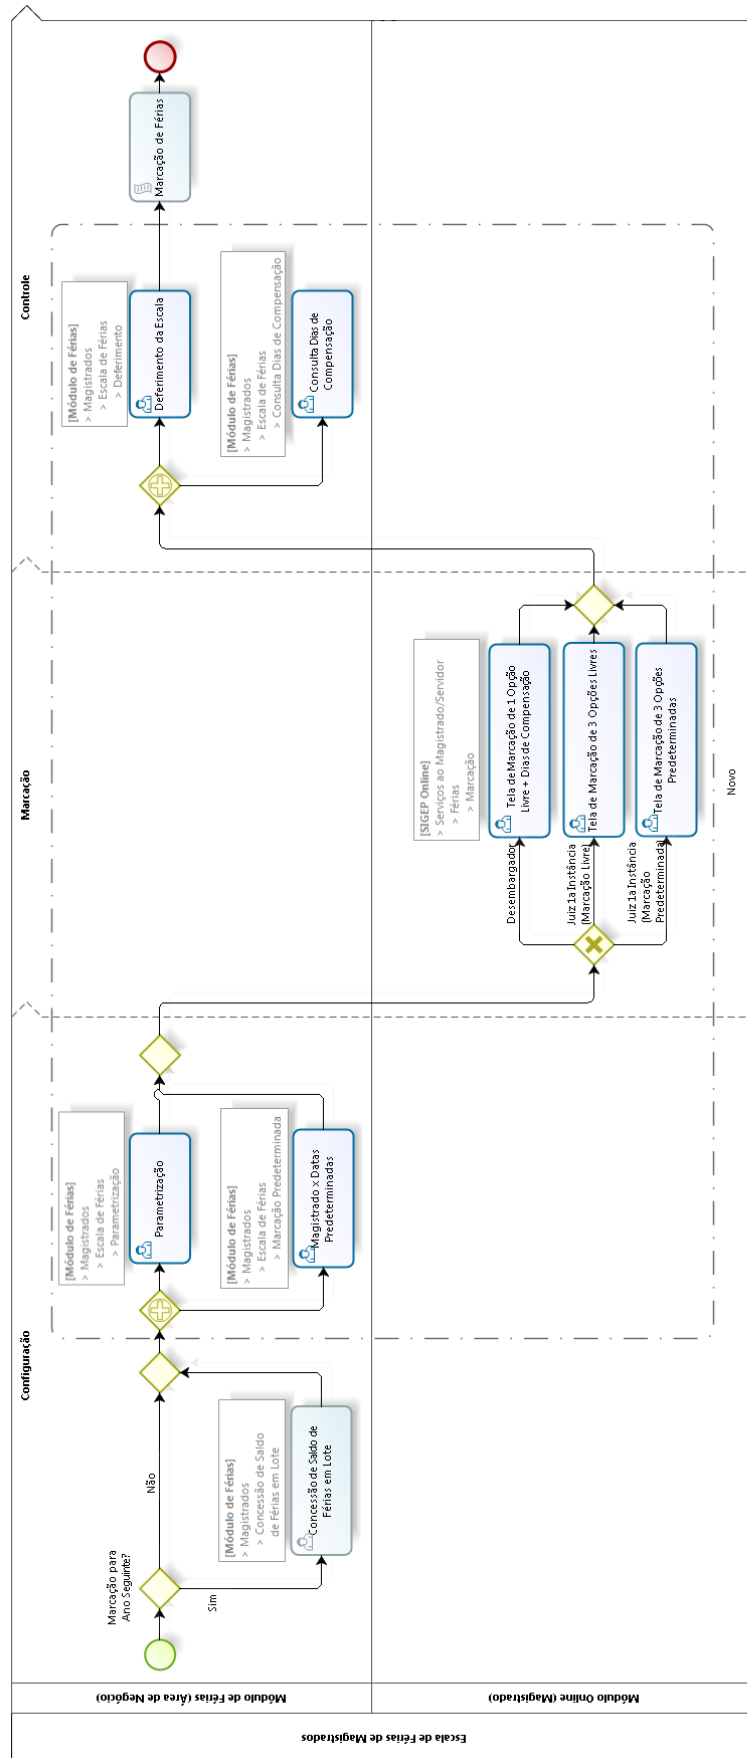 Escala de Férias de Magistrados
Módulo de Férias (Área de Negócio)
Módulo Online (Magistrado)
Configuração
Marcação
Controle
Marcação para
Ano Seguinte?
Não
Sim
[Módulo de Férias]
> Magistrados
> Concessão de Saldo
de Férias em Lote
Concessão de Saldo de
Férias em Lote
[Módulo de Férias]
> Magistrados
> Escala de Férias
> Parametrização
Parametrização
[Módulo de Férias]
> Magistrados
> Escala de Férias
> Marcação Predeterminada
Magistrado x Datas
Predeterminadas
Desembargador
Juiz 1a Instância
(Marcação Livre)
Juiz 1a Instância
(Marcação
Predeterminada)
[SIGEP Online]
> Serviços ao Magistrado/Servidor
> Férias
> Marcação
Tela de Marcação de 1 Opção
Livre + Dias de Compensação
Tela de Marcação de 3 Opções Livres
Tela de Marcação de 3 Opções
Predeterminadas
Novo
[Módulo de Férias]
> Magistrados
> Escala de Férias
> Deferimento
Deferimento da Escala
[Módulo de Férias]
> Magistrados
> Escala de Férias
> Consulta Dias de Compensação
Consulta Dias de
Compensação
Marcação de Férias